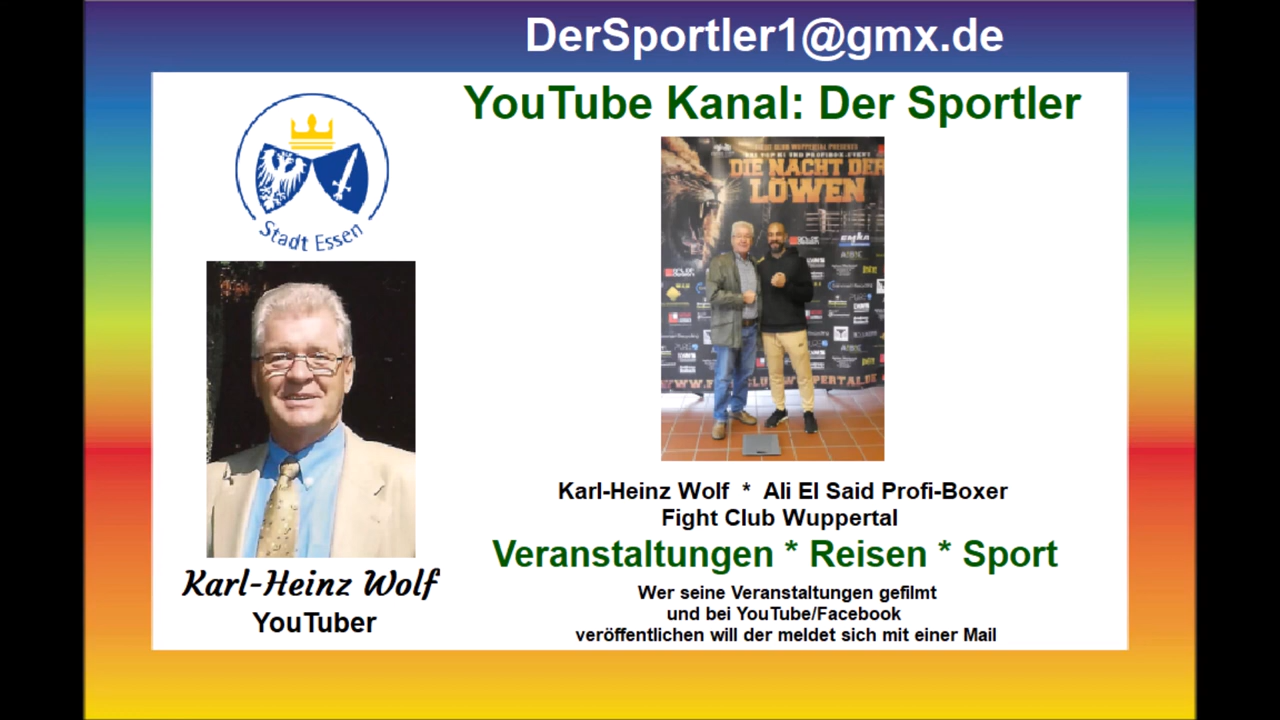 DerSportler1@gmx.de
YouTube Kanal: Der Sportler
Stadt Essen
DIE NACHT DER
LÖWEN
Karl-Heinz Wolf
YouTuber
Karl-Heinz Wolf * Ali El Said Profi-Boxer
Fight Club Wuppertal
Veranstaltungen * Reisen * Sport
Wer seine Veranstaltungen gefilmt
und bei YouTube/Facebook
veröffentlichen will der meldet sich mit einer Mail